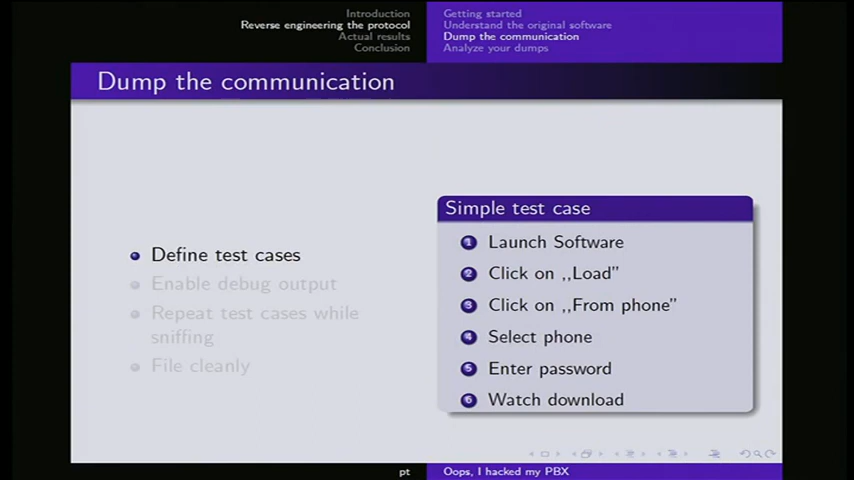 Introduction
Reverse engineering the protocol
Actual results
Conclusion
Getting started
Understand the original software
Dump the communication
Analyze your dumps
Dump the communication
Define test cases
Enable debug output
Repeat test cases while
sniffing
File cleanly
Simple test case
1 Launch Software
2 Click on ,,Load”
3 Click on ,,From phone”
4 Select phone
5 Enter password
6 Watch download
pt
Oops, I hacked my PBX